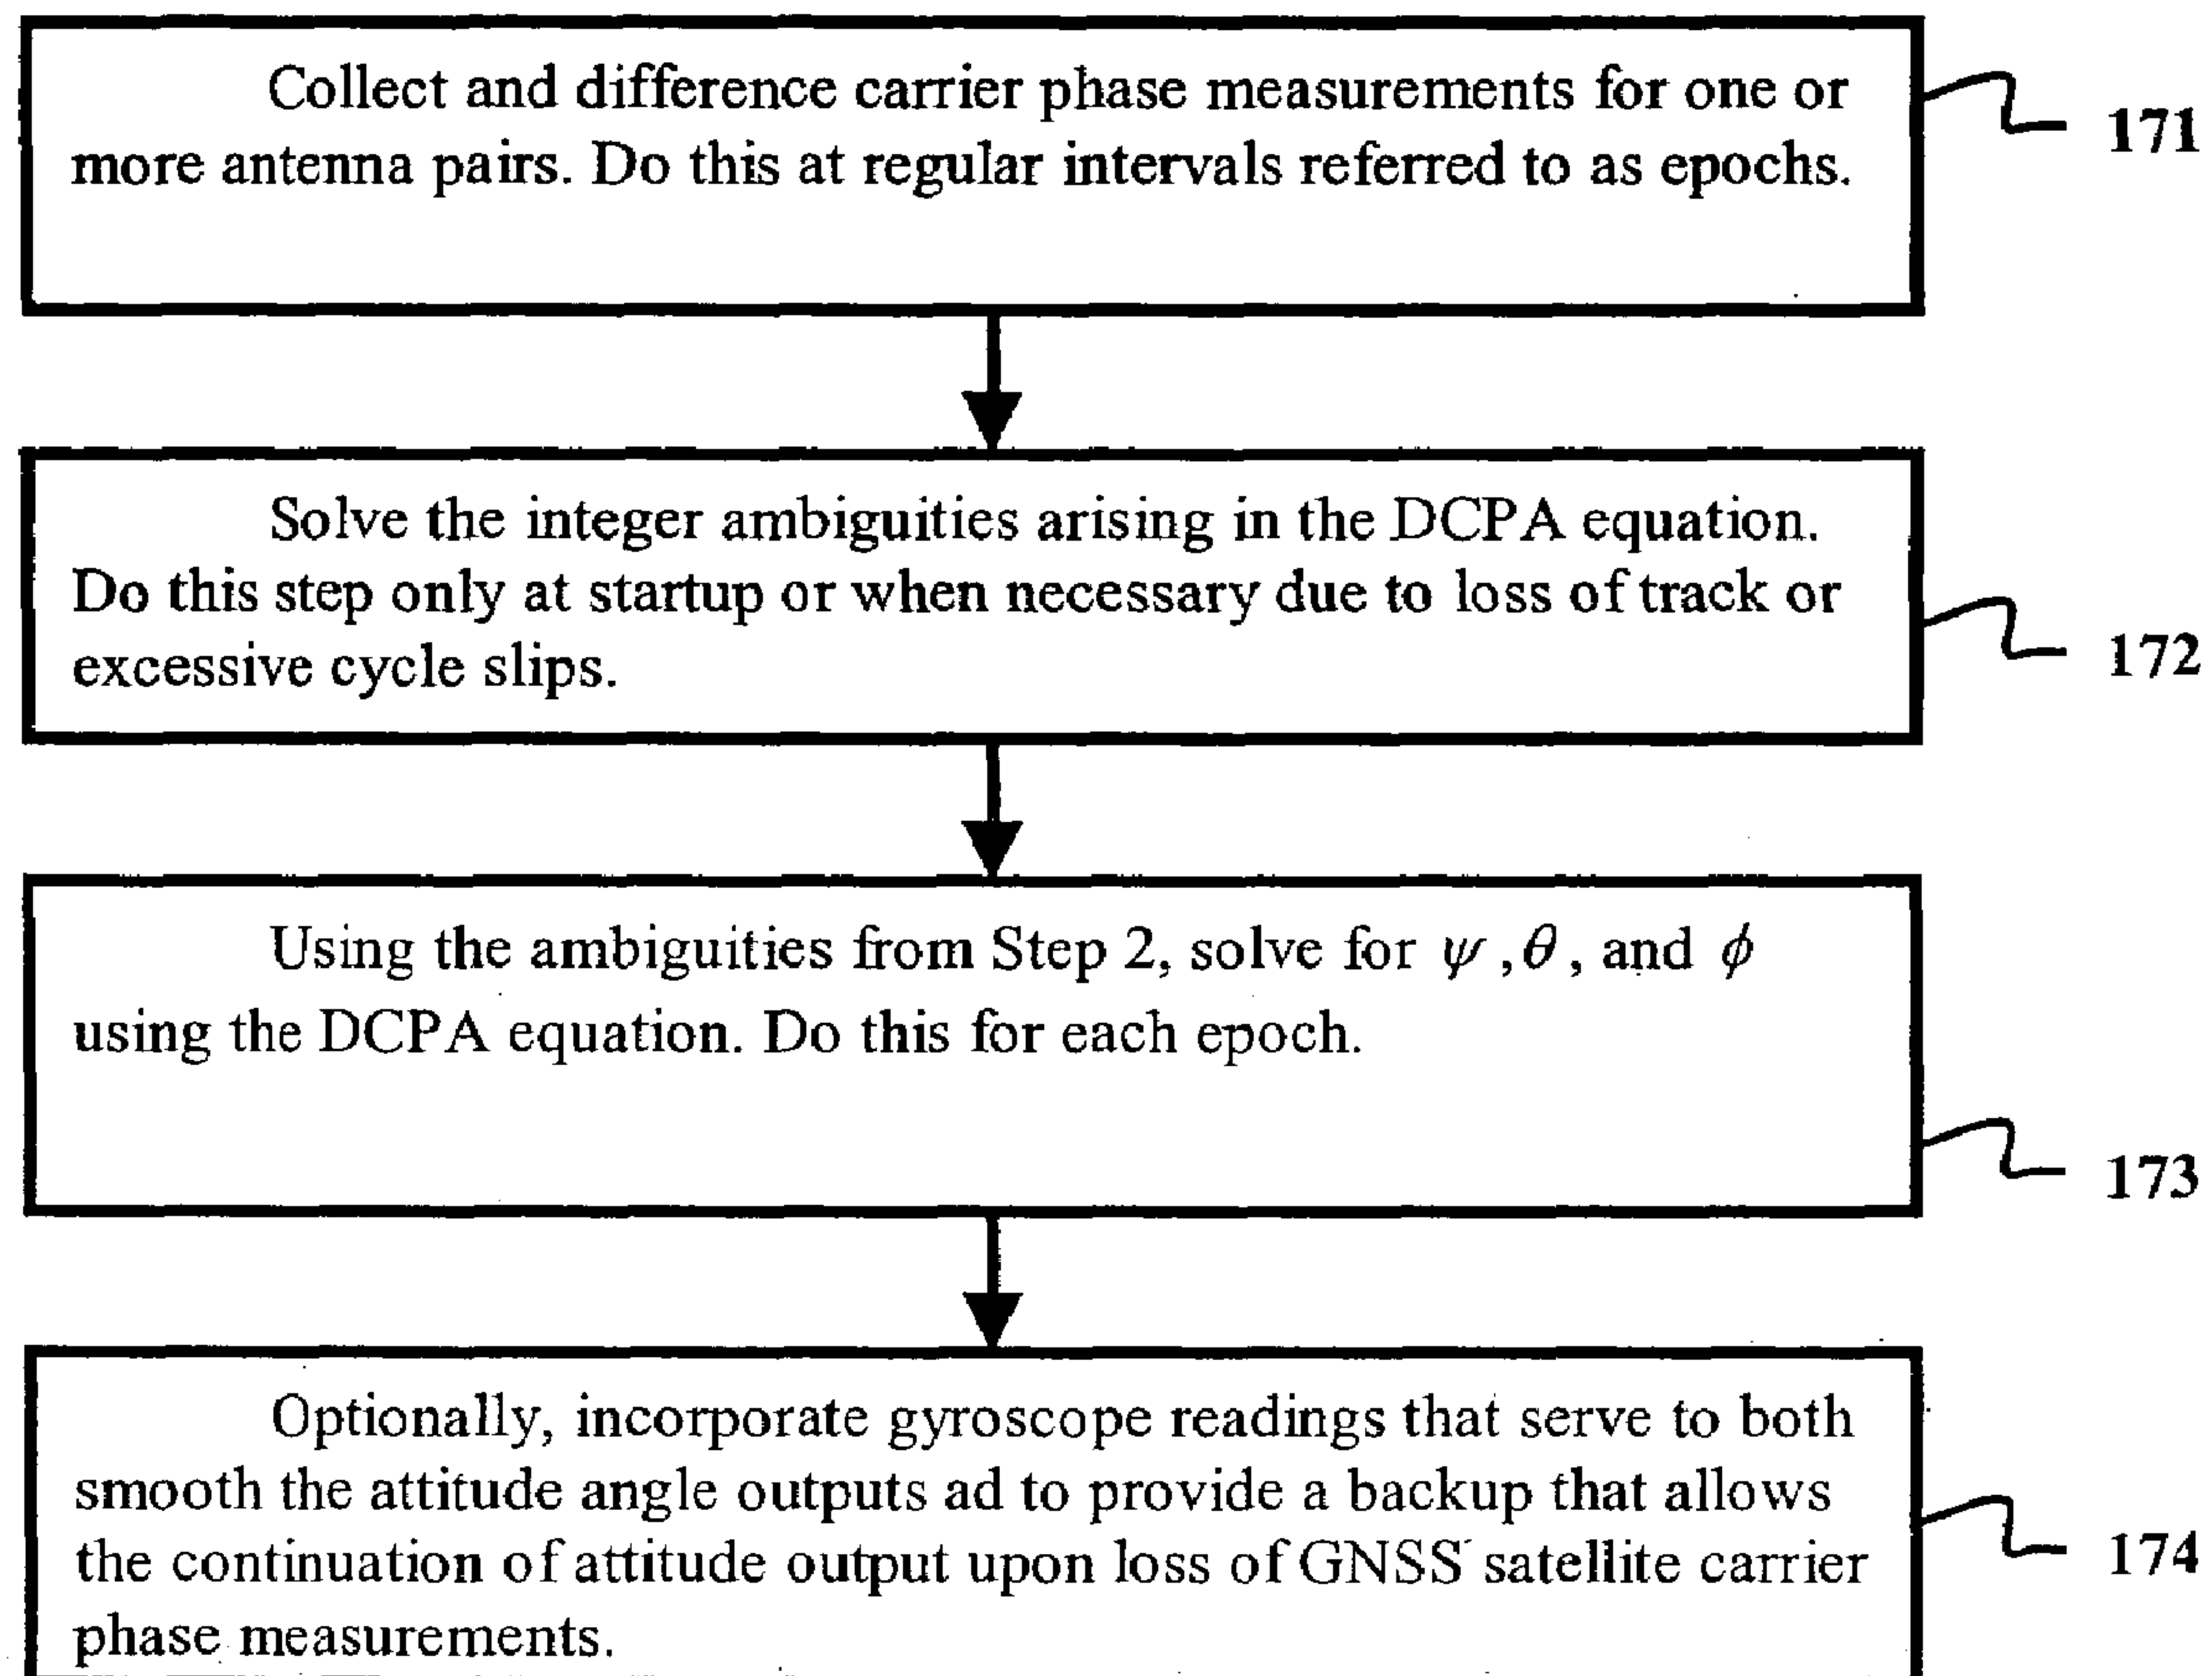 Collect and difference carrier phase measurements for one or
more antenna pairs. Do this at regular intervals referred to as epochs.
171
Solve the integer ambiguities arising in the DCPA equation.
Do this step only at startup or when necessary due to loss of track or
excessive cycle slips.
172
Using the ambiguities from Step 2, solve for ψ, θ, and ϕ
using the DCPA equation. Do this for each epoch.
173
Optionally, incorporate gyroscope readings that serve to both
smooth the attitude angle outputs ad to provide a backup that allows
the continuation of attitude output upon loss of GNSS satellite carrier
phase measurements.
174